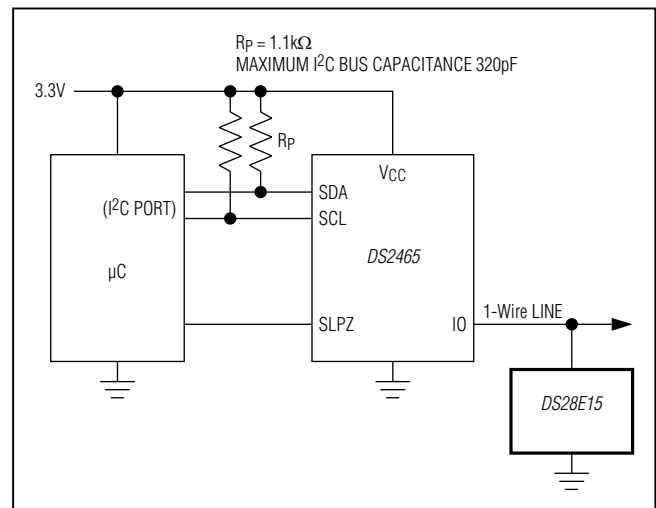 RP = 1.1kΩ
MAXIMUM I²C BUS CAPACITANCE 320pF
3.3V
RP
VCC
SDA
(I²C PORT)
SCL
DS2465
µC
1-Wire LINE
SLPZ
IO
DS28E15